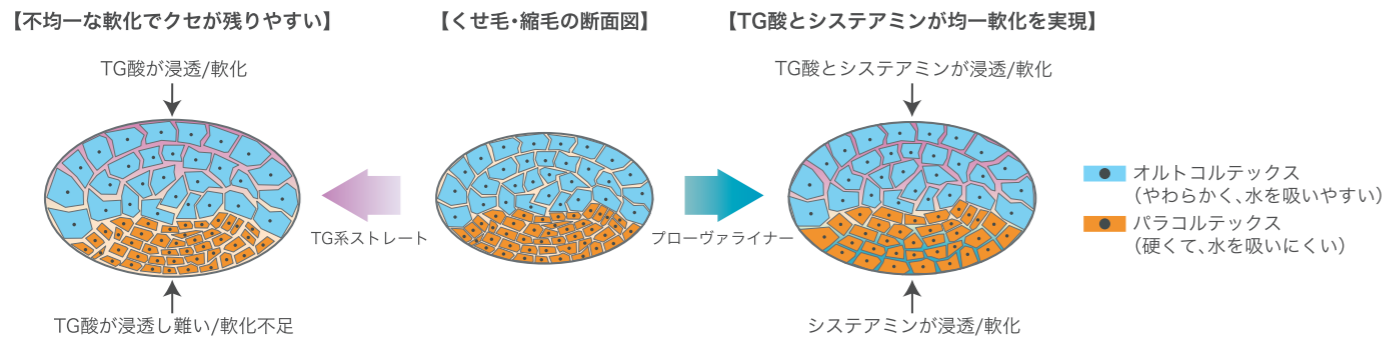 【不均一な軟化でクセが残りやすい】
【くせ毛・縮毛の断面図】
【TG酸とシステアミンが均一軟化を実現】
TG酸が浸透/軟化
TG酸とシステアミンが浸透/軟化
TG系ストレート
プローヴァライナー
オルトコルテックス
（やわらかく、水を吸いやすい）
パラコルテックス
（硬くて、水を吸いにくい）
TG酸が浸透し難い/軟化不足
システアミンが浸透/軟化